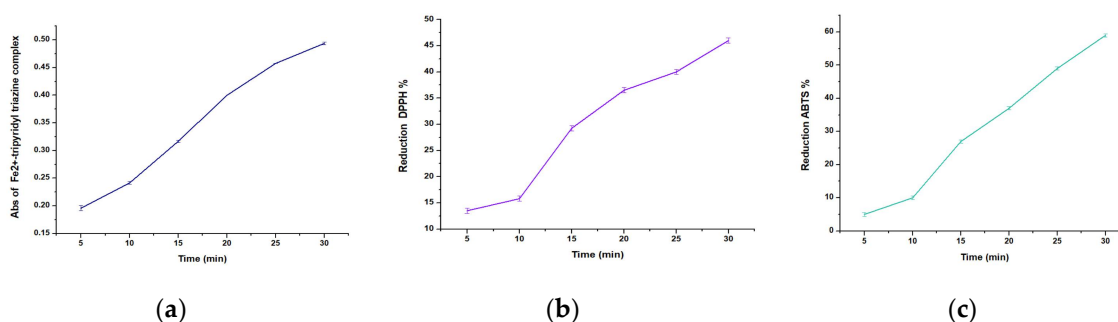 Abs of Fe2+-tripyridyl triazine complex
0.50
0.45
0.40
0.35
0.30
0.25
0.20
0.15
5 10 15 20 25 30
Time (min)
(a)
Reduction DPPH %
50
45
40
35
30
25
20
15
10
5 10 15 20 25 30
Time (min)
(b)
Reduction ABTS %
60
50
40
30
20
10
0
5 10 15 20 25 30
Time (min)
(c)